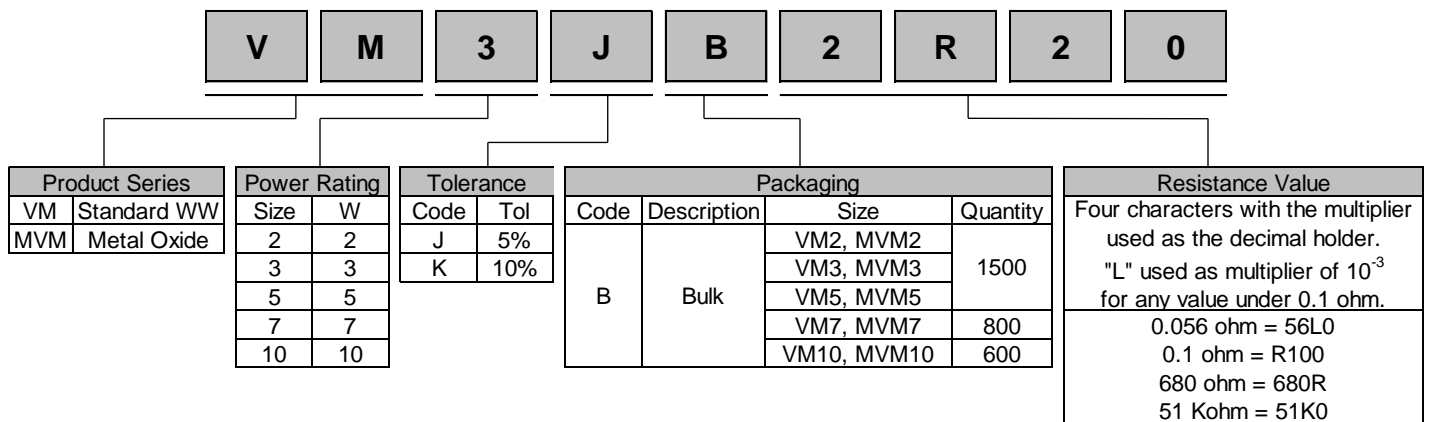 V M 3 J B 2 R 2 0
Product Series
VM Standard WW
MVM Metal Oxide
Power Rating
Size W
2 2
3 3
5 5
7 7
10 10
Tolerance
Code Tol
J 5%
K 10%
Packaging
Code Description Size Quantity
B Bulk
VM2, MVM2
VM3, MVM3 1500
VM5, MVM5
VM7, MVM7 800
VM10, MVM10 600
Resistance Value
Four characters with the multiplier
used as the decimal holder.
"L" used as multiplier of 10⁻³
for any value under 0.1 ohm.
0.056 ohm = 56L0
0.1 ohm = R100
680 ohm = 680R
51 Kohm = 51K0